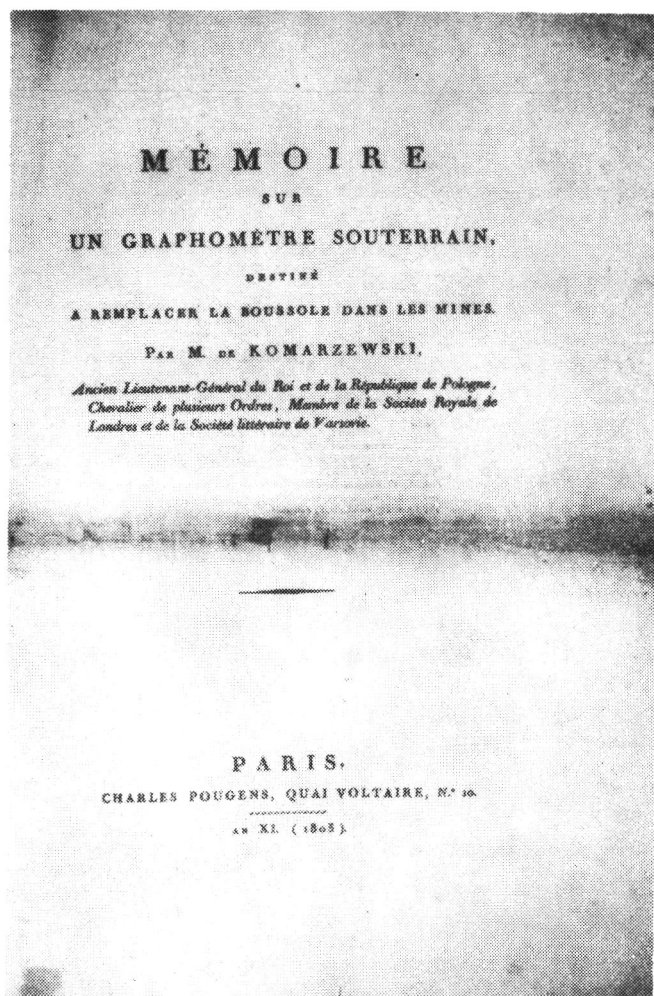 MÉMOIRE
SUR
UN GRAPHOMÈTRE SOUTERRAIN,
DESTINÉ
A REMPLACER LA BOUSSOLE DANS LES MINES.
PAR M. DE KOMARZEWSKI,
Ancien Lieutenant-Général du Roi et de la République de Pologne,
Chevalier de plusieurs Ordres, Membre de la Société Royale de
Londres et de la Société littéraire de Varsovie.
PARIS.
CHARLES POUGENS, QUAI VOLTAIRE, N.° 10.
AN XI. (1803).